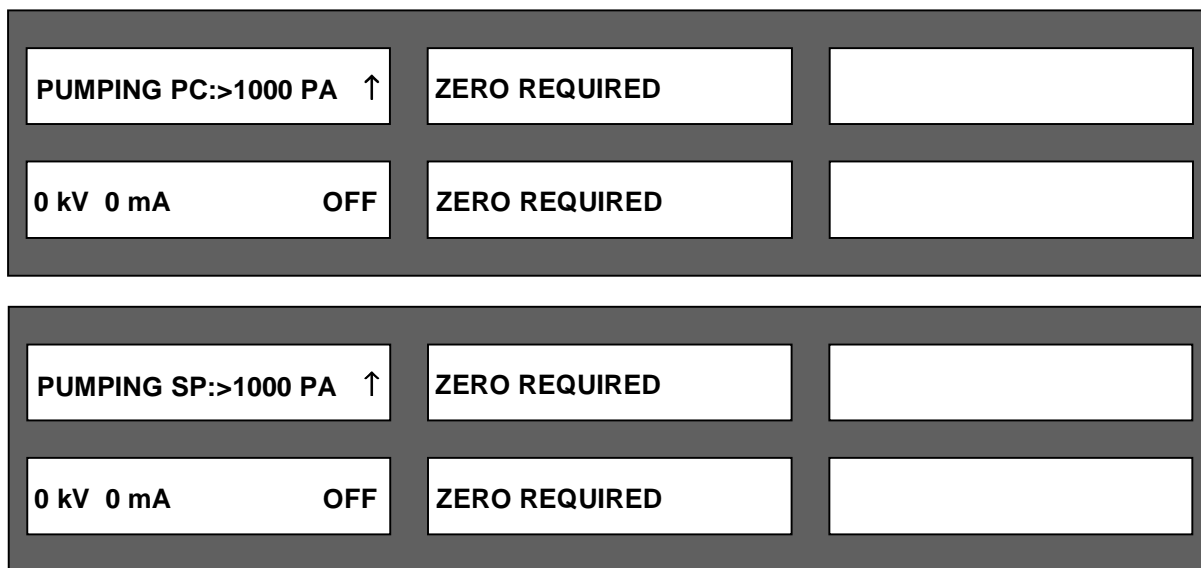 PUMPING PC:>1000 PA ↑ ZERO REQUIRED
0 kV 0 mA OFF ZERO REQUIRED
PUMPING SP:>1000 PA ↑ ZERO REQUIRED
0 kV 0 mA OFF ZERO REQUIRED